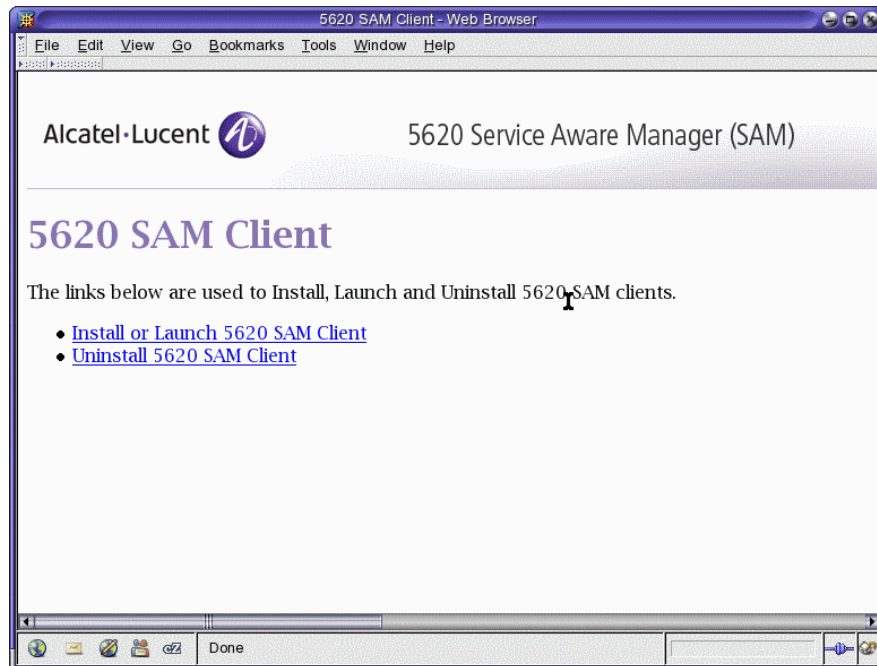 5620 SAM Client - Web Browser
File Edit View Go Bookmarks Tools Window Help
Alcatel·Lucent
5620 Service Aware Manager (SAM)
5620 SAM Client
The links below are used to Install, Launch and Uninstall 5620 SAM clients.
Install or Launch 5620 SAM Client
Uninstall 5620 SAM Client
Done